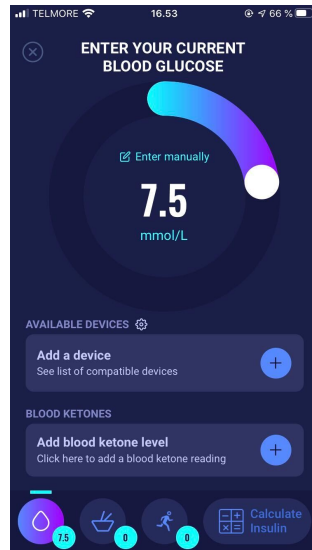 TELMORE 16.53 66 %
ENTER YOUR CURRENT
BLOOD GLUCOSE
Enter manually
7.5
mmol/L
AVAILABLE DEVICES
Add a device
See list of compatible devices
BLOOD KETONES
Add blood ketone level
Click here to add a blood ketone reading
7.5 0 0
Calculate
Insulin